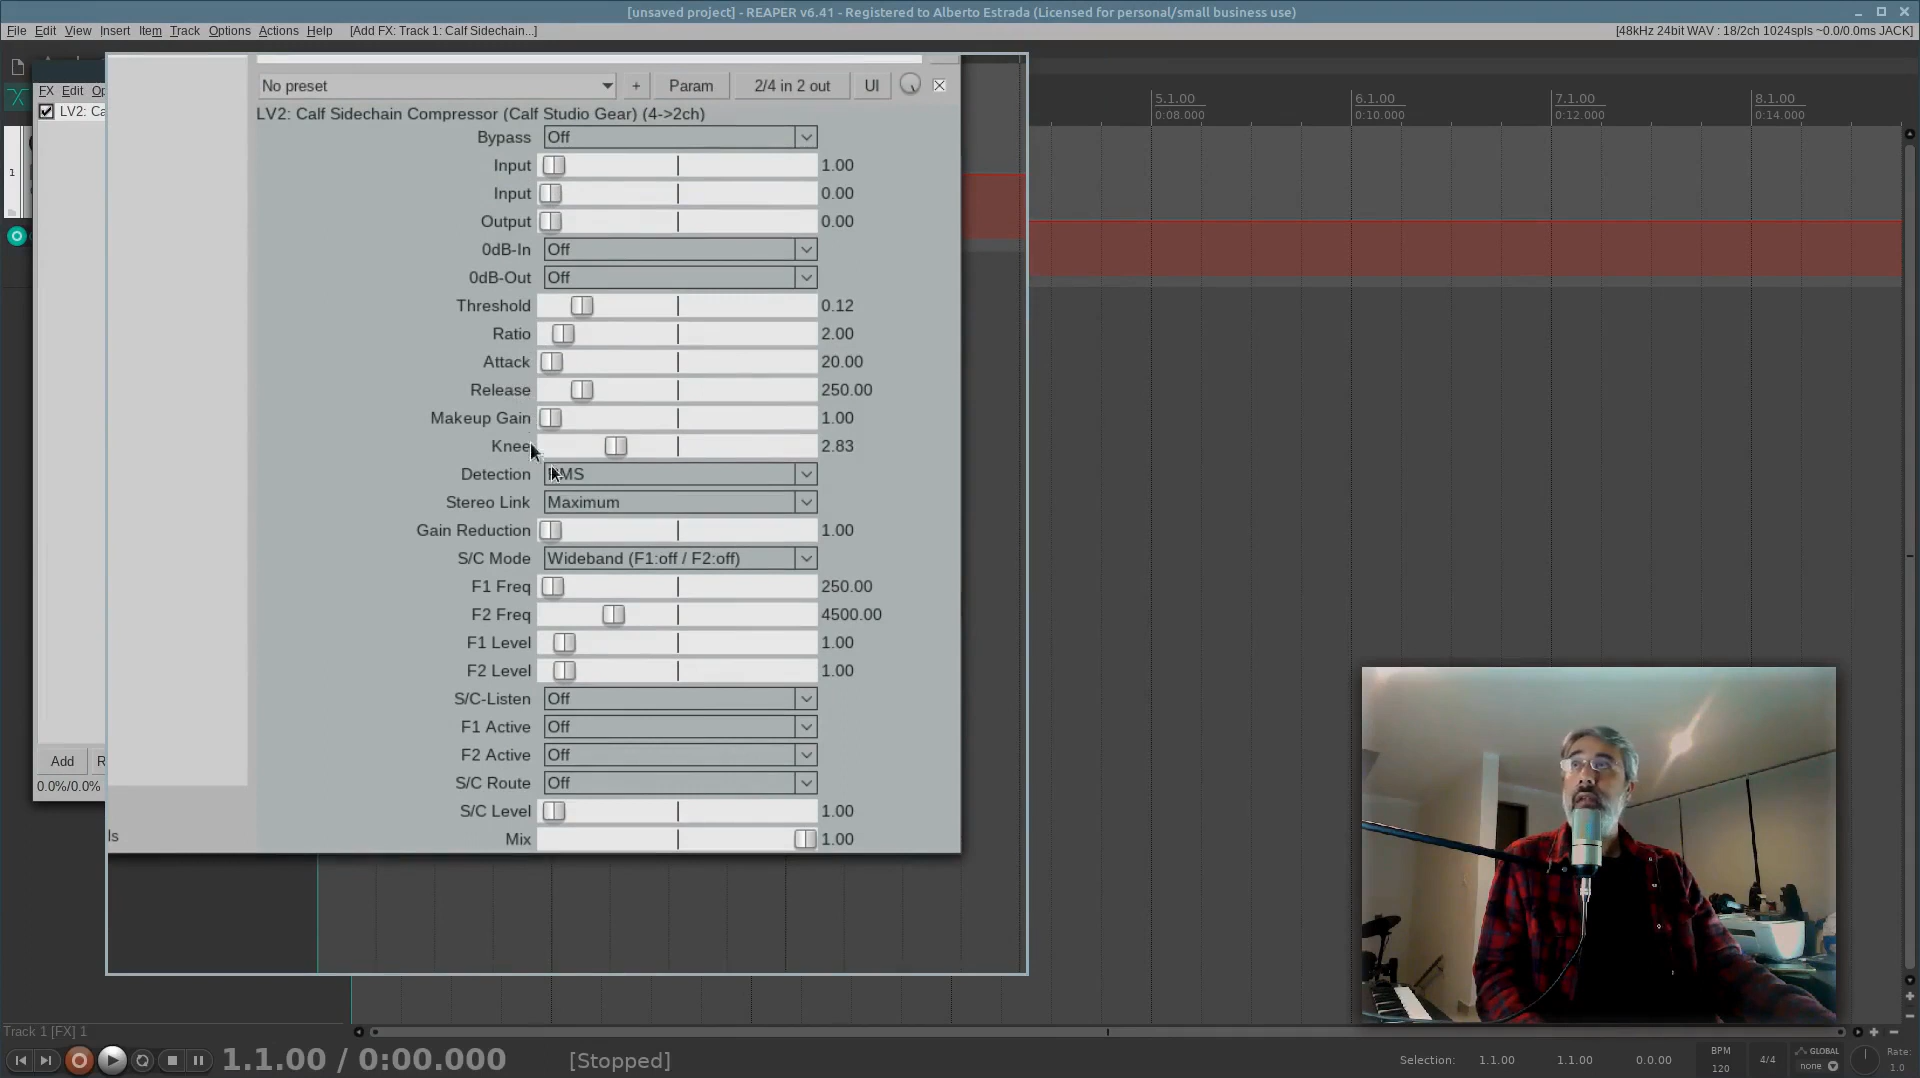 [unsaved project] - REAPER v6.41 - Registered to Alberto Estrada (Licensed for personal/small business use)
File Edit View Insert Item Track Options Actions Help [Add FX: Track 1: Calf Sidechain...]
[48kHz 24bit WAV : 18/2ch 1024spls ~0.0/0.0ms JACK]
FX Edit Op
LV2: Ca
No preset + Param 2/4 in 2 out UI
LV2: Calf Sidechain Compressor (Calf Studio Gear) (4->2ch)
5.1.00 6.1.00 7.1.00 8.1.00
0:08.000 0:10.000 0:12.000 0:14.000
1
Bypass Off
Input 1.00
Input 0.00
Output 0.00
0dB-In Off
0dB-Out Off
Threshold 0.12
Ratio 2.00
Attack 20.00
Release 250.00
Makeup Gain 1.00
Knee 2.83
Detection MS
Stereo Link Maximum
Gain Reduction 1.00
S/C Mode Wideband (F1:off / F2:off)
F1 Freq 250.00
F2 Freq 4500.00
F1 Level 1.00
F2 Level 1.00
S/C-Listen Off
F1 Active Off
F2 Active Off
S/C Route Off
S/C Level 1.00
Mix 1.00
Add R
0.0%/0.0%
ls
Track 1 [FX] 1
1.1.00 / 0:00.000 [Stopped]
Selection: 1.1.00 1.1.00 0.0.00
BPM
120
4/4
GLOBAL
none
Rate:
1.0